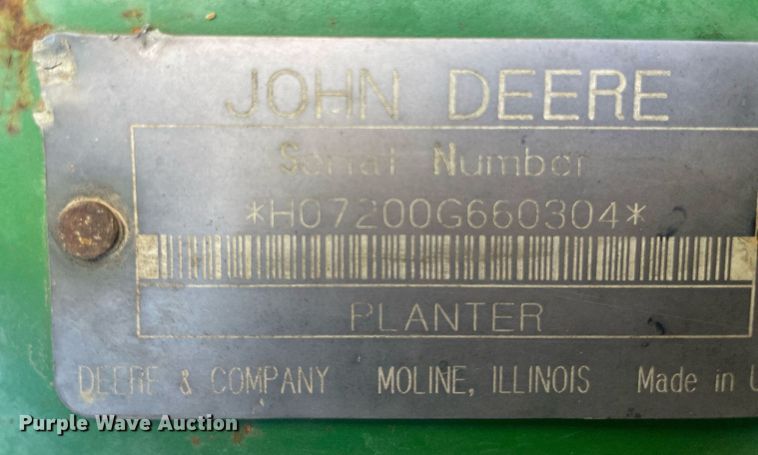 JOHN DEERE
Serial Number
*H07200G660304*
PLANTER
DEERE & COMPANY MOLINE, ILLINOIS Made in U
Purple Wave Auction